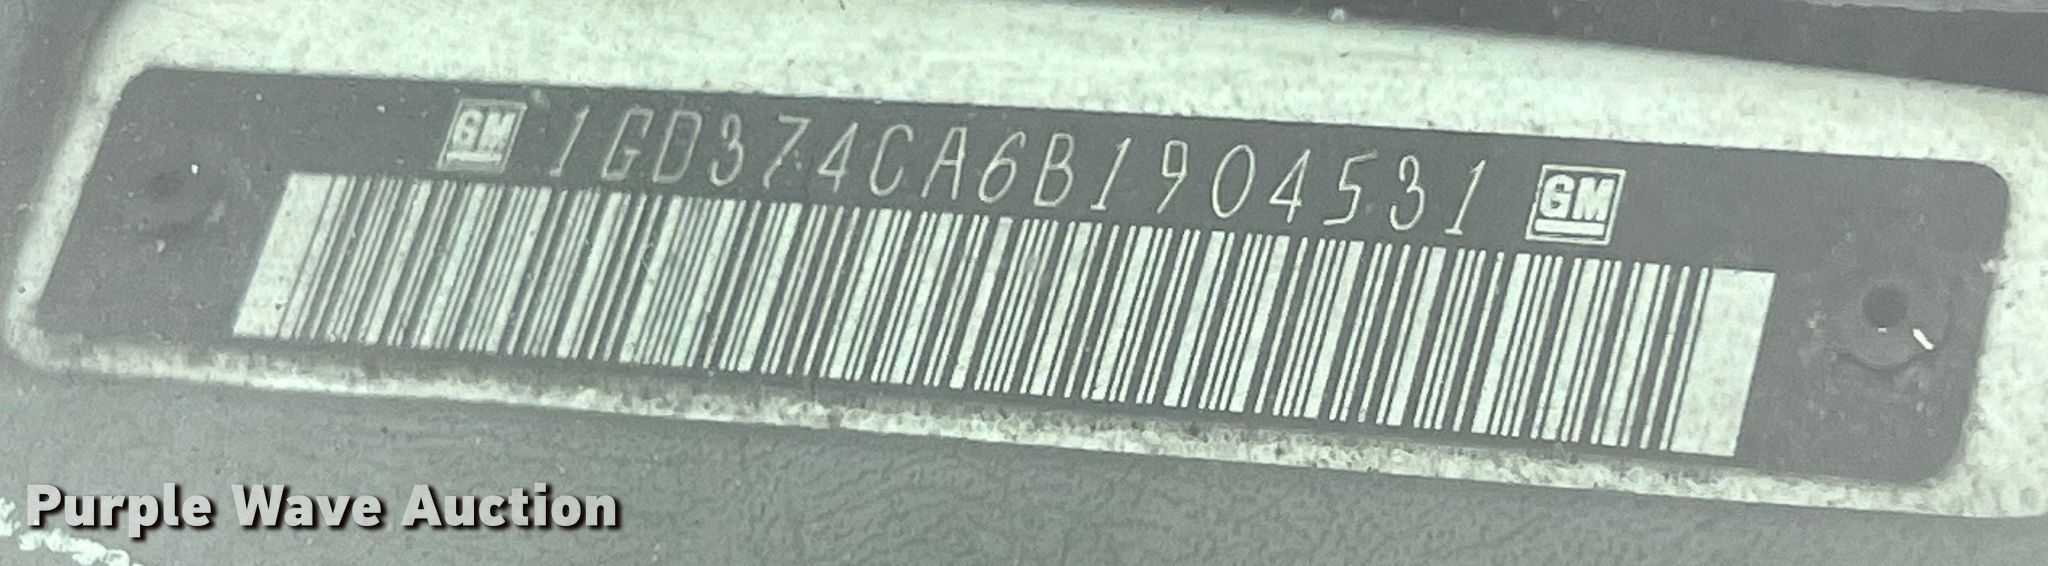 GM 1GD374CA6B1904531 GM
Purple Wave Auction